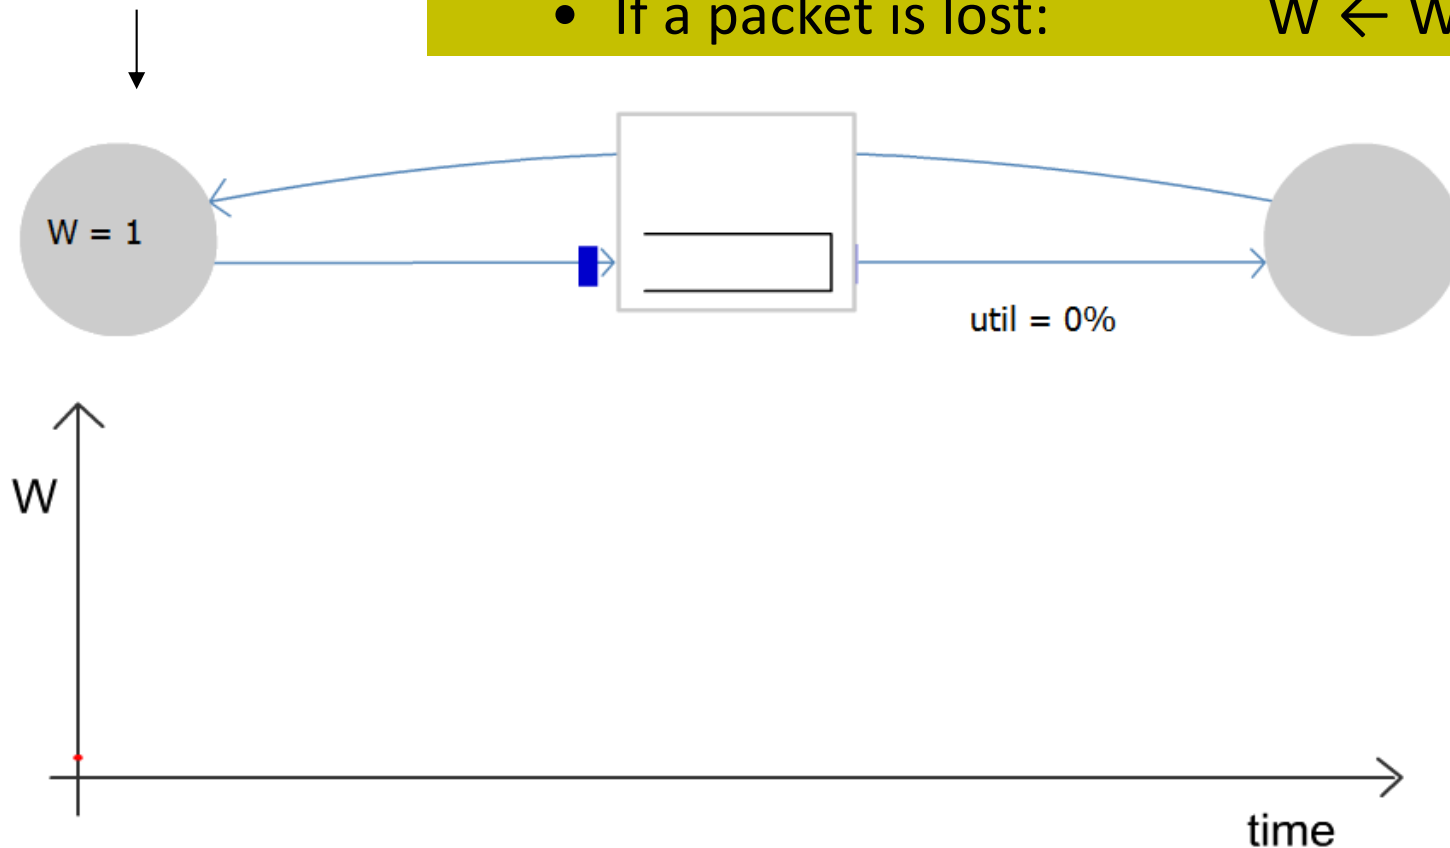 • If a packet is lost: W ← W
W = 1
util = 0%
W
time